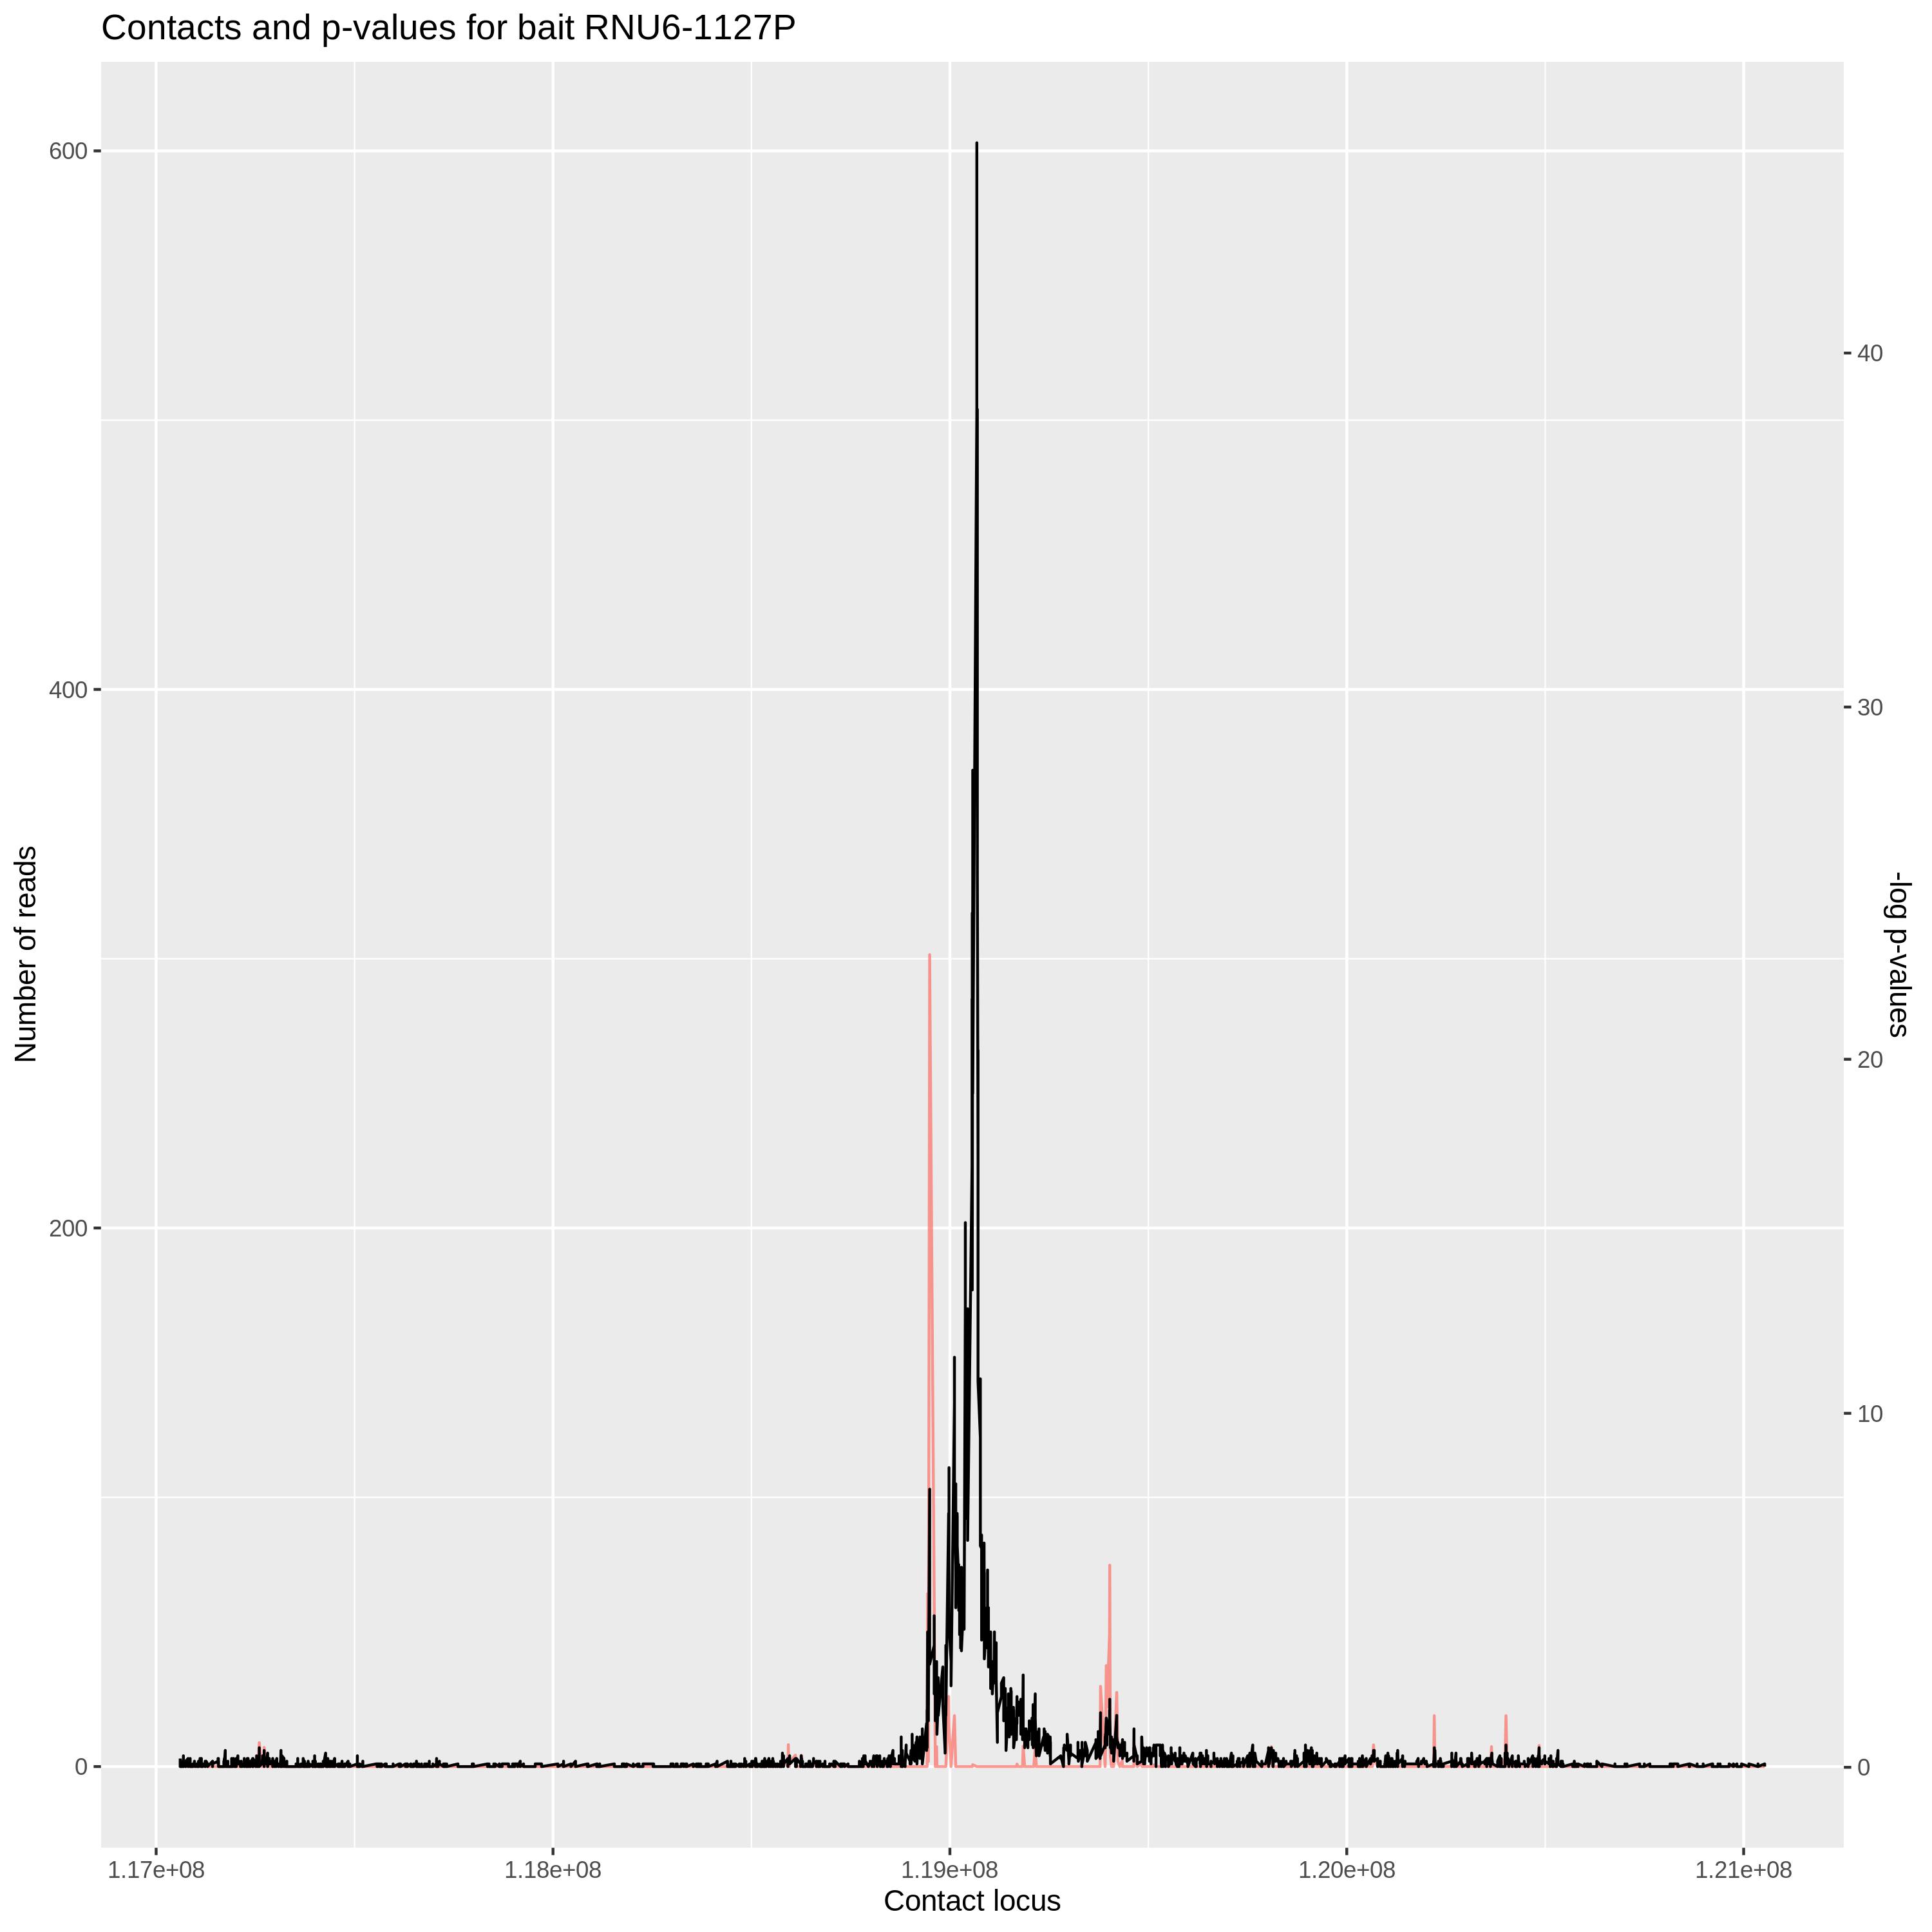 Contacts and p-values for bait RNU6-1127P
600
400
200
0
40
30
20
10
0
Number of reads
-log p-values
1.17e+08
1.18e+08
1.19e+08
1.20e+08
1.21e+08
Contact locus